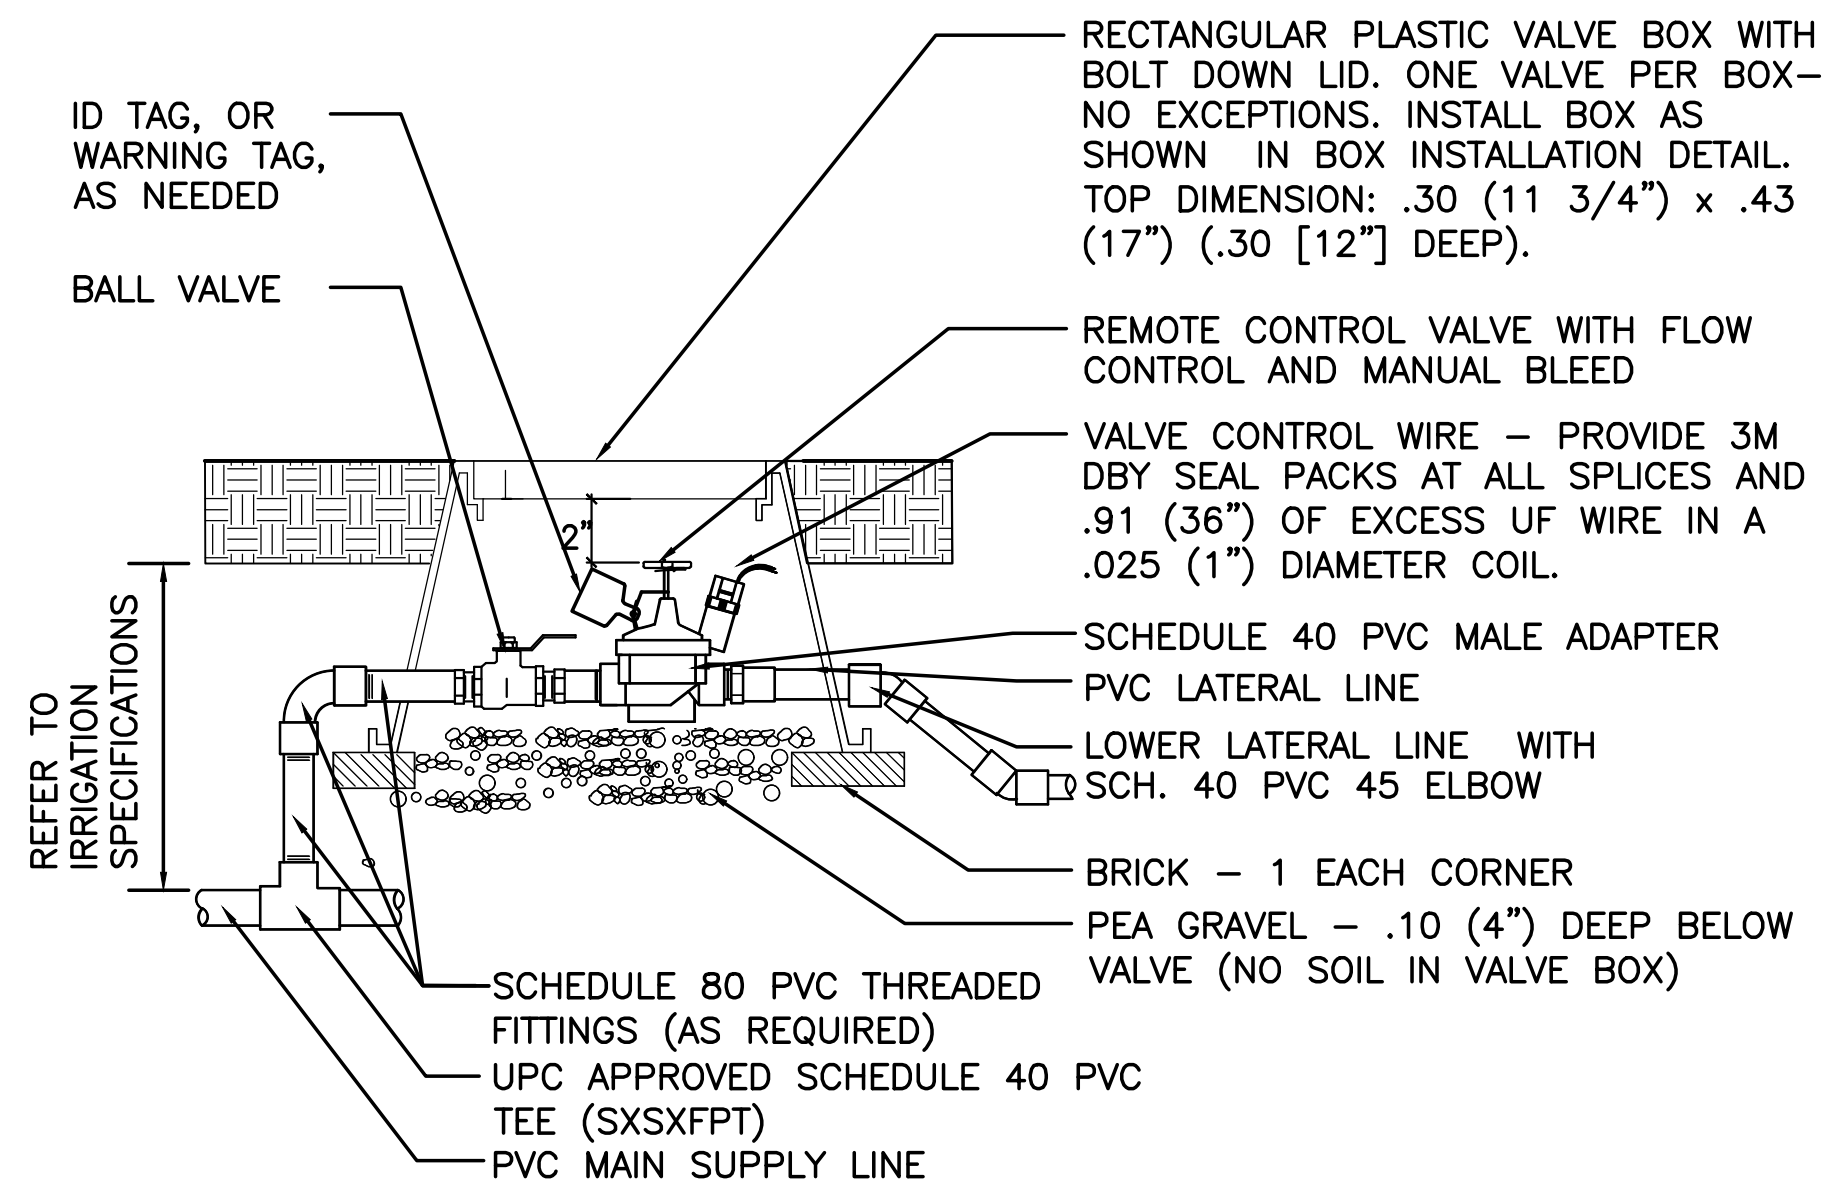 RECTANGULAR PLASTIC VALVE BOX WITH
BOLT DOWN LID. ONE VALVE PER BOX–
NO EXCEPTIONS. INSTALL BOX AS
SHOWN IN BOX INSTALLATION DETAIL.
TOP DIMENSION: .30 (11 3/4”) x .43
(17”) (.30 [12”] DEEP).
ID TAG, OR
WARNING TAG,
AS NEEDED
BALL VALVE
REMOTE CONTROL VALVE WITH FLOW
CONTROL AND MANUAL BLEED
VALVE CONTROL WIRE – PROVIDE 3M
DBY SEAL PACKS AT ALL SPLICES AND
.91 (36”) OF EXCESS UF WIRE IN A
.025 (1”) DIAMETER COIL.
2”
SCHEDULE 40 PVC MALE ADAPTER
PVC LATERAL LINE
LOWER LATERAL LINE WITH
SCH. 40 PVC 45 ELBOW
REFER TO
IRRIGATION
SPECIFICATIONS
BRICK – 1 EACH CORNER
PEA GRAVEL – .10 (4”) DEEP BELOW
VALVE (NO SOIL IN VALVE BOX)
SCHEDULE 80 PVC THREADED
FITTINGS (AS REQUIRED)
UPC APPROVED SCHEDULE 40 PVC
TEE (SXSXFPT)
PVC MAIN SUPPLY LINE